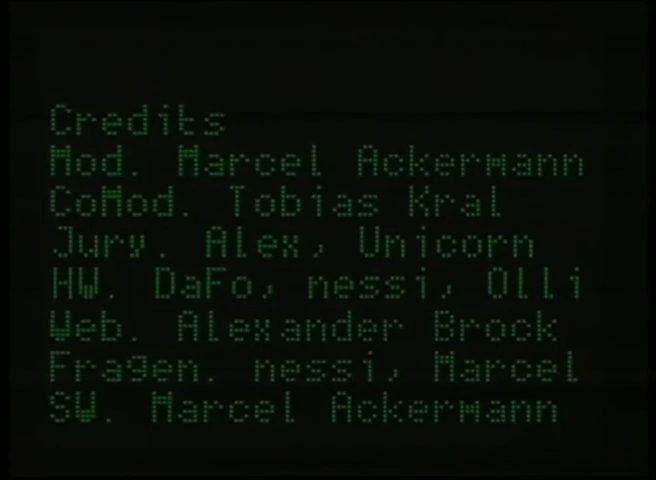 Credits
Mod. Marcel Ackermann
CoMod. Tobias Kral
Jury. Alex, Unicorn
HW. DaFo, nessi, Olli
Web. Alexander Brock
Fragen. nessi, Marcel
SW. Marcel Ackermann